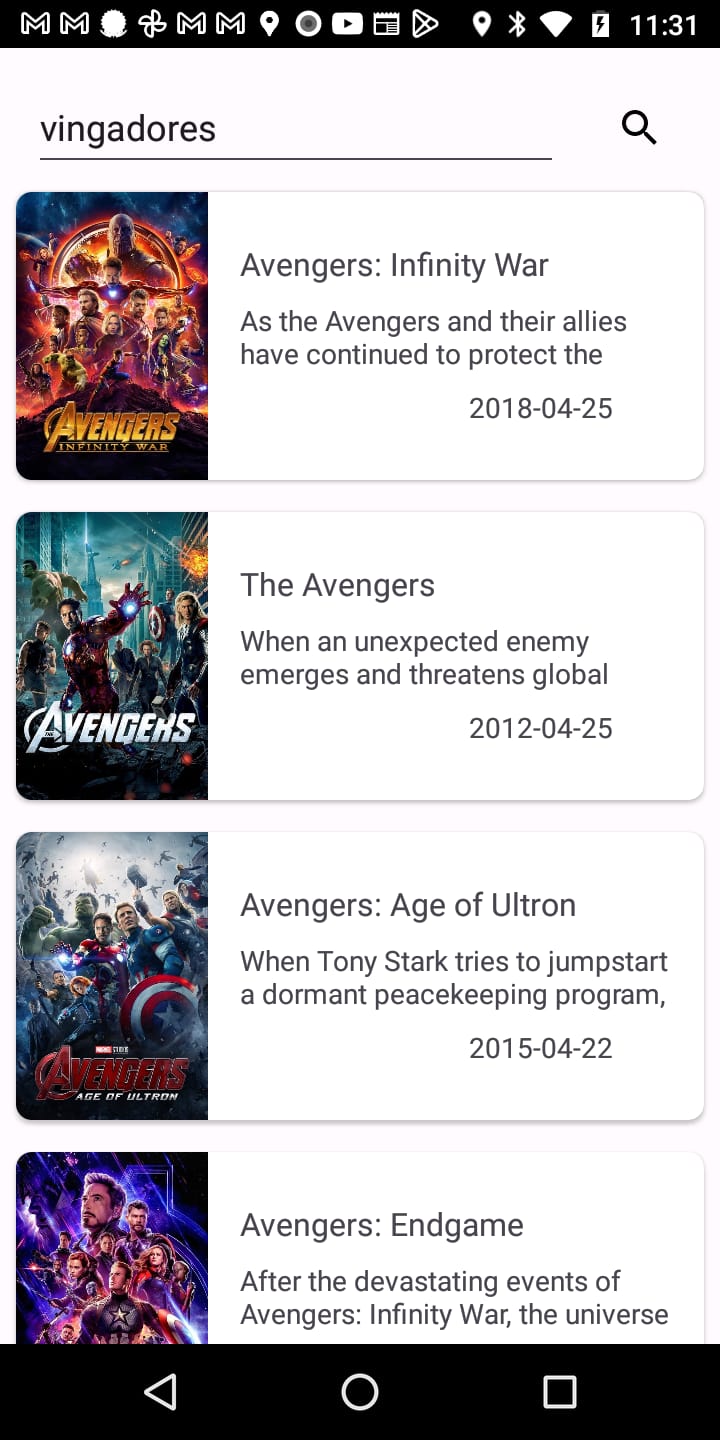 11:31
vingadores
AVENGERS
INFINITY WAR
Avengers: Infinity War
As the Avengers and their allies
have continued to protect the
2018-04-25
THE AVENGERS
The Avengers
When an unexpected enemy
emerges and threatens global
2012-04-25
MARVEL STUDIOS
AVENGERS
AGE OF ULTRON
Avengers: Age of Ultron
When Tony Stark tries to jumpstart
a dormant peacekeeping program,
2015-04-22
Avengers: Endgame
After the devastating events of
Avengers: Infinity War, the universe